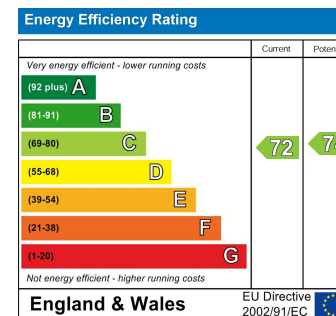 Energy Efficiency Rating
Current
Very energy efficient - lower running costs
(92 plus) A
(81-91) B
(69-80) C
72
(55-68) D
(39-54) E
(21-38) F
(1-20) G
Not energy efficient - higher running costs
England & Wales
EU Directive
2002/91/EC